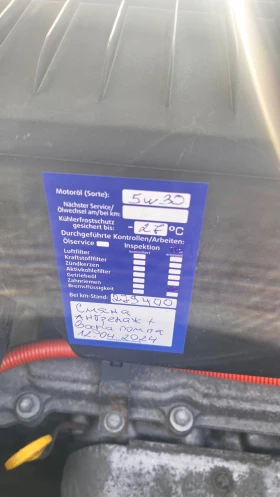 Motoröl (Sorte): 5w30
Nächster Service/
Ölwechsel am/bei km:
Kühlerfrostschutz
gesichert bis: -27 °C
Durchgeführte Kontrollen/Arbeiten:
Ölservice Inspektion
Luftfilter
Kraftstofffilter
Zündkerzen
Aktivkohlefilter
Getriebeöl
Zahnriemen
Bremsflüssigkeit
Bei km-Stand:
Смяна
антифриз +
вода помпа
12.04.2024